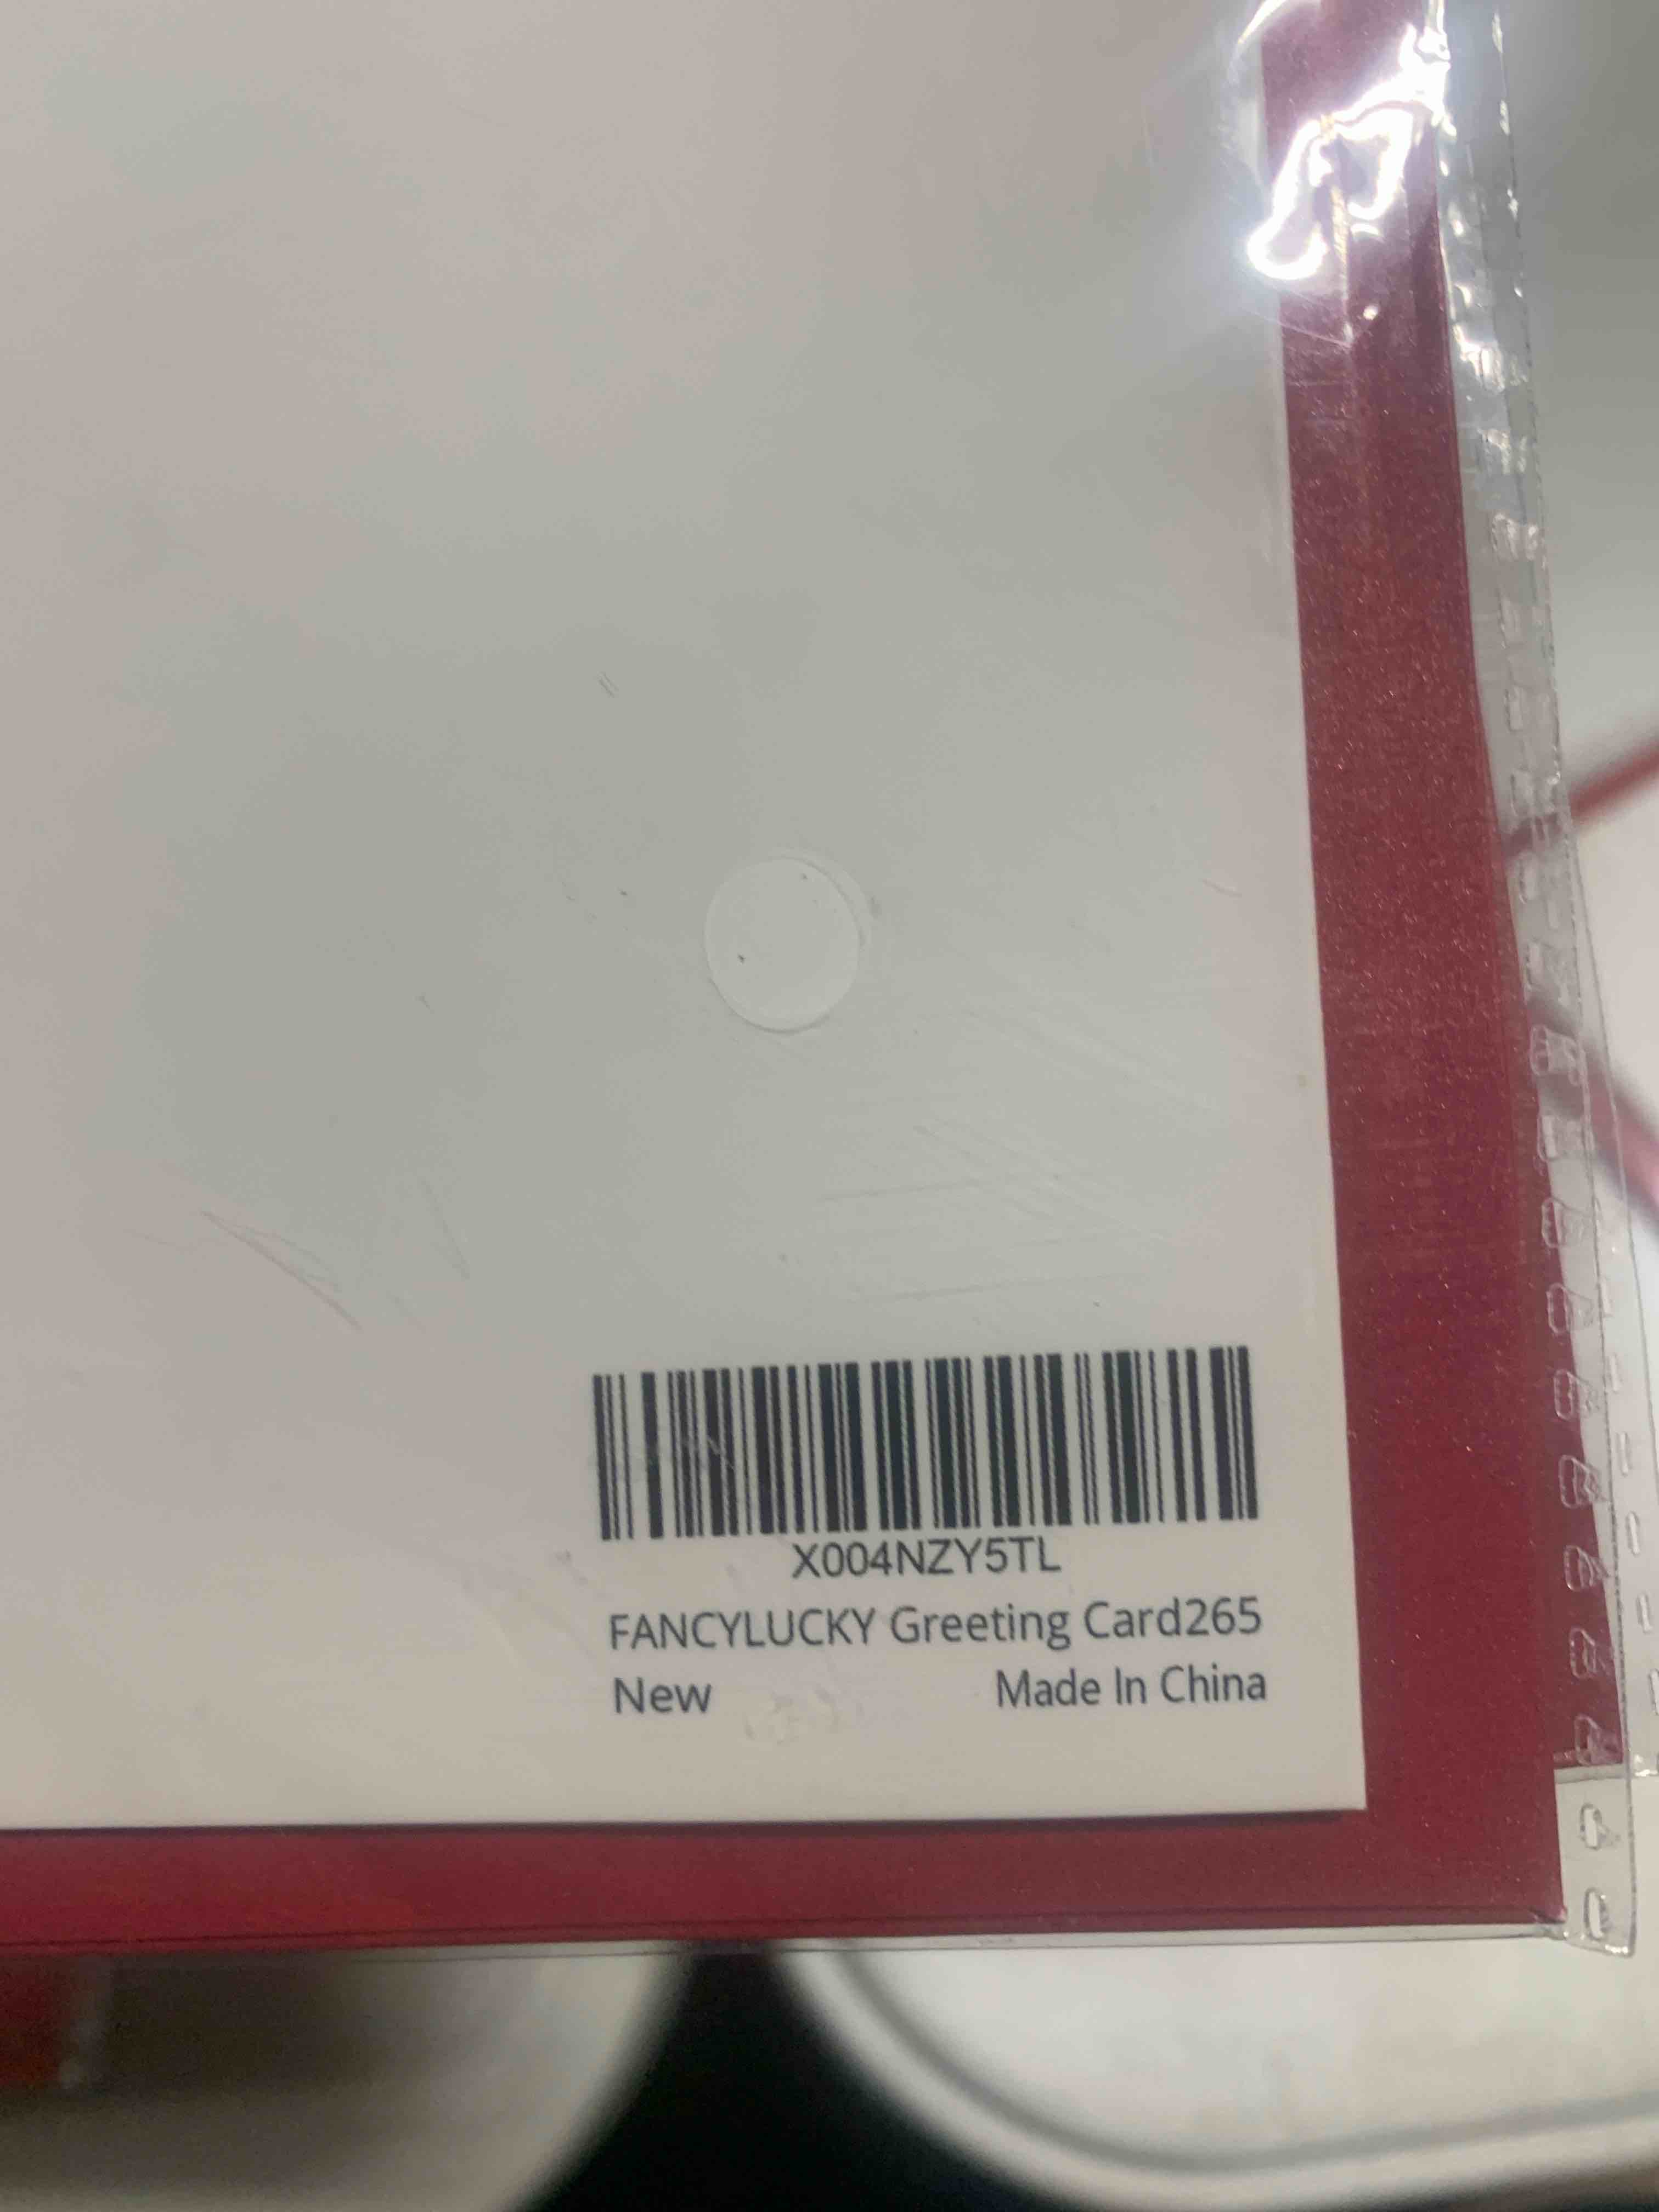 X004NZY5TL
FANCYLUCKY Greeting Card265
New Made In China